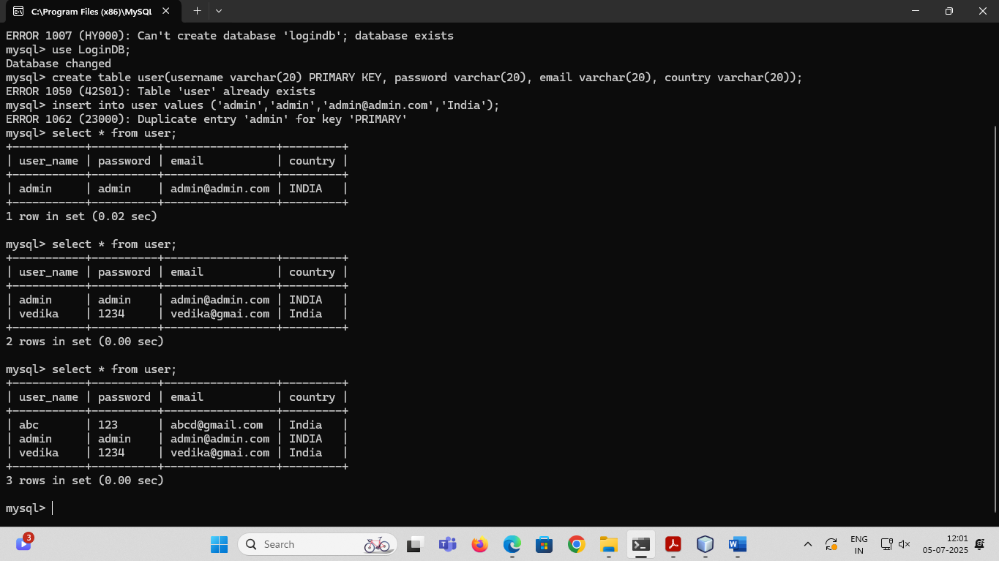 C:\Program Files (x86)\MySQL
ERROR 1007 (HY000): Can't create database 'logindb'; database exists
mysql> use LoginDB;
Database changed
mysql> create table user(username varchar(20) PRIMARY KEY, password varchar(20), email varchar(20), country varchar(20));
ERROR 1050 (42S01): Table 'user' already exists
mysql> insert into user values ('admin','admin','admin@admin.com','India');
ERROR 1062 (23000): Duplicate entry 'admin' for key 'PRIMARY'
mysql> select * from user;
+-----------+----------+-----------------+---------+
| user_name | password | email           | country |
+-----------+----------+-----------------+---------+
| admin     | admin    | admin@admin.com | INDIA   |
+-----------+----------+-----------------+---------+
1 row in set (0.02 sec)
mysql> select * from user;
+-----------+----------+-----------------+---------+
| user_name | password | email           | country |
+-----------+----------+-----------------+---------+
| admin     | admin    | admin@admin.com | INDIA   |
| vedika    | 1234     | vedika@gmai.com | India   |
+-----------+----------+-----------------+---------+
2 rows in set (0.00 sec)
mysql> select * from user;
+-----------+----------+-----------------+---------+
| user_name | password | email           | country |
+-----------+----------+-----------------+---------+
| abc       | 123      | abcd@gmail.com  | India   |
| admin     | admin    | admin@admin.com | INDIA   |
| vedika    | 1234     | vedika@gmai.com | India   |
+-----------+----------+-----------------+---------+
3 rows in set (0.00 sec)
mysql>
3
Search
ENG
IN
12:01
05-07-2025